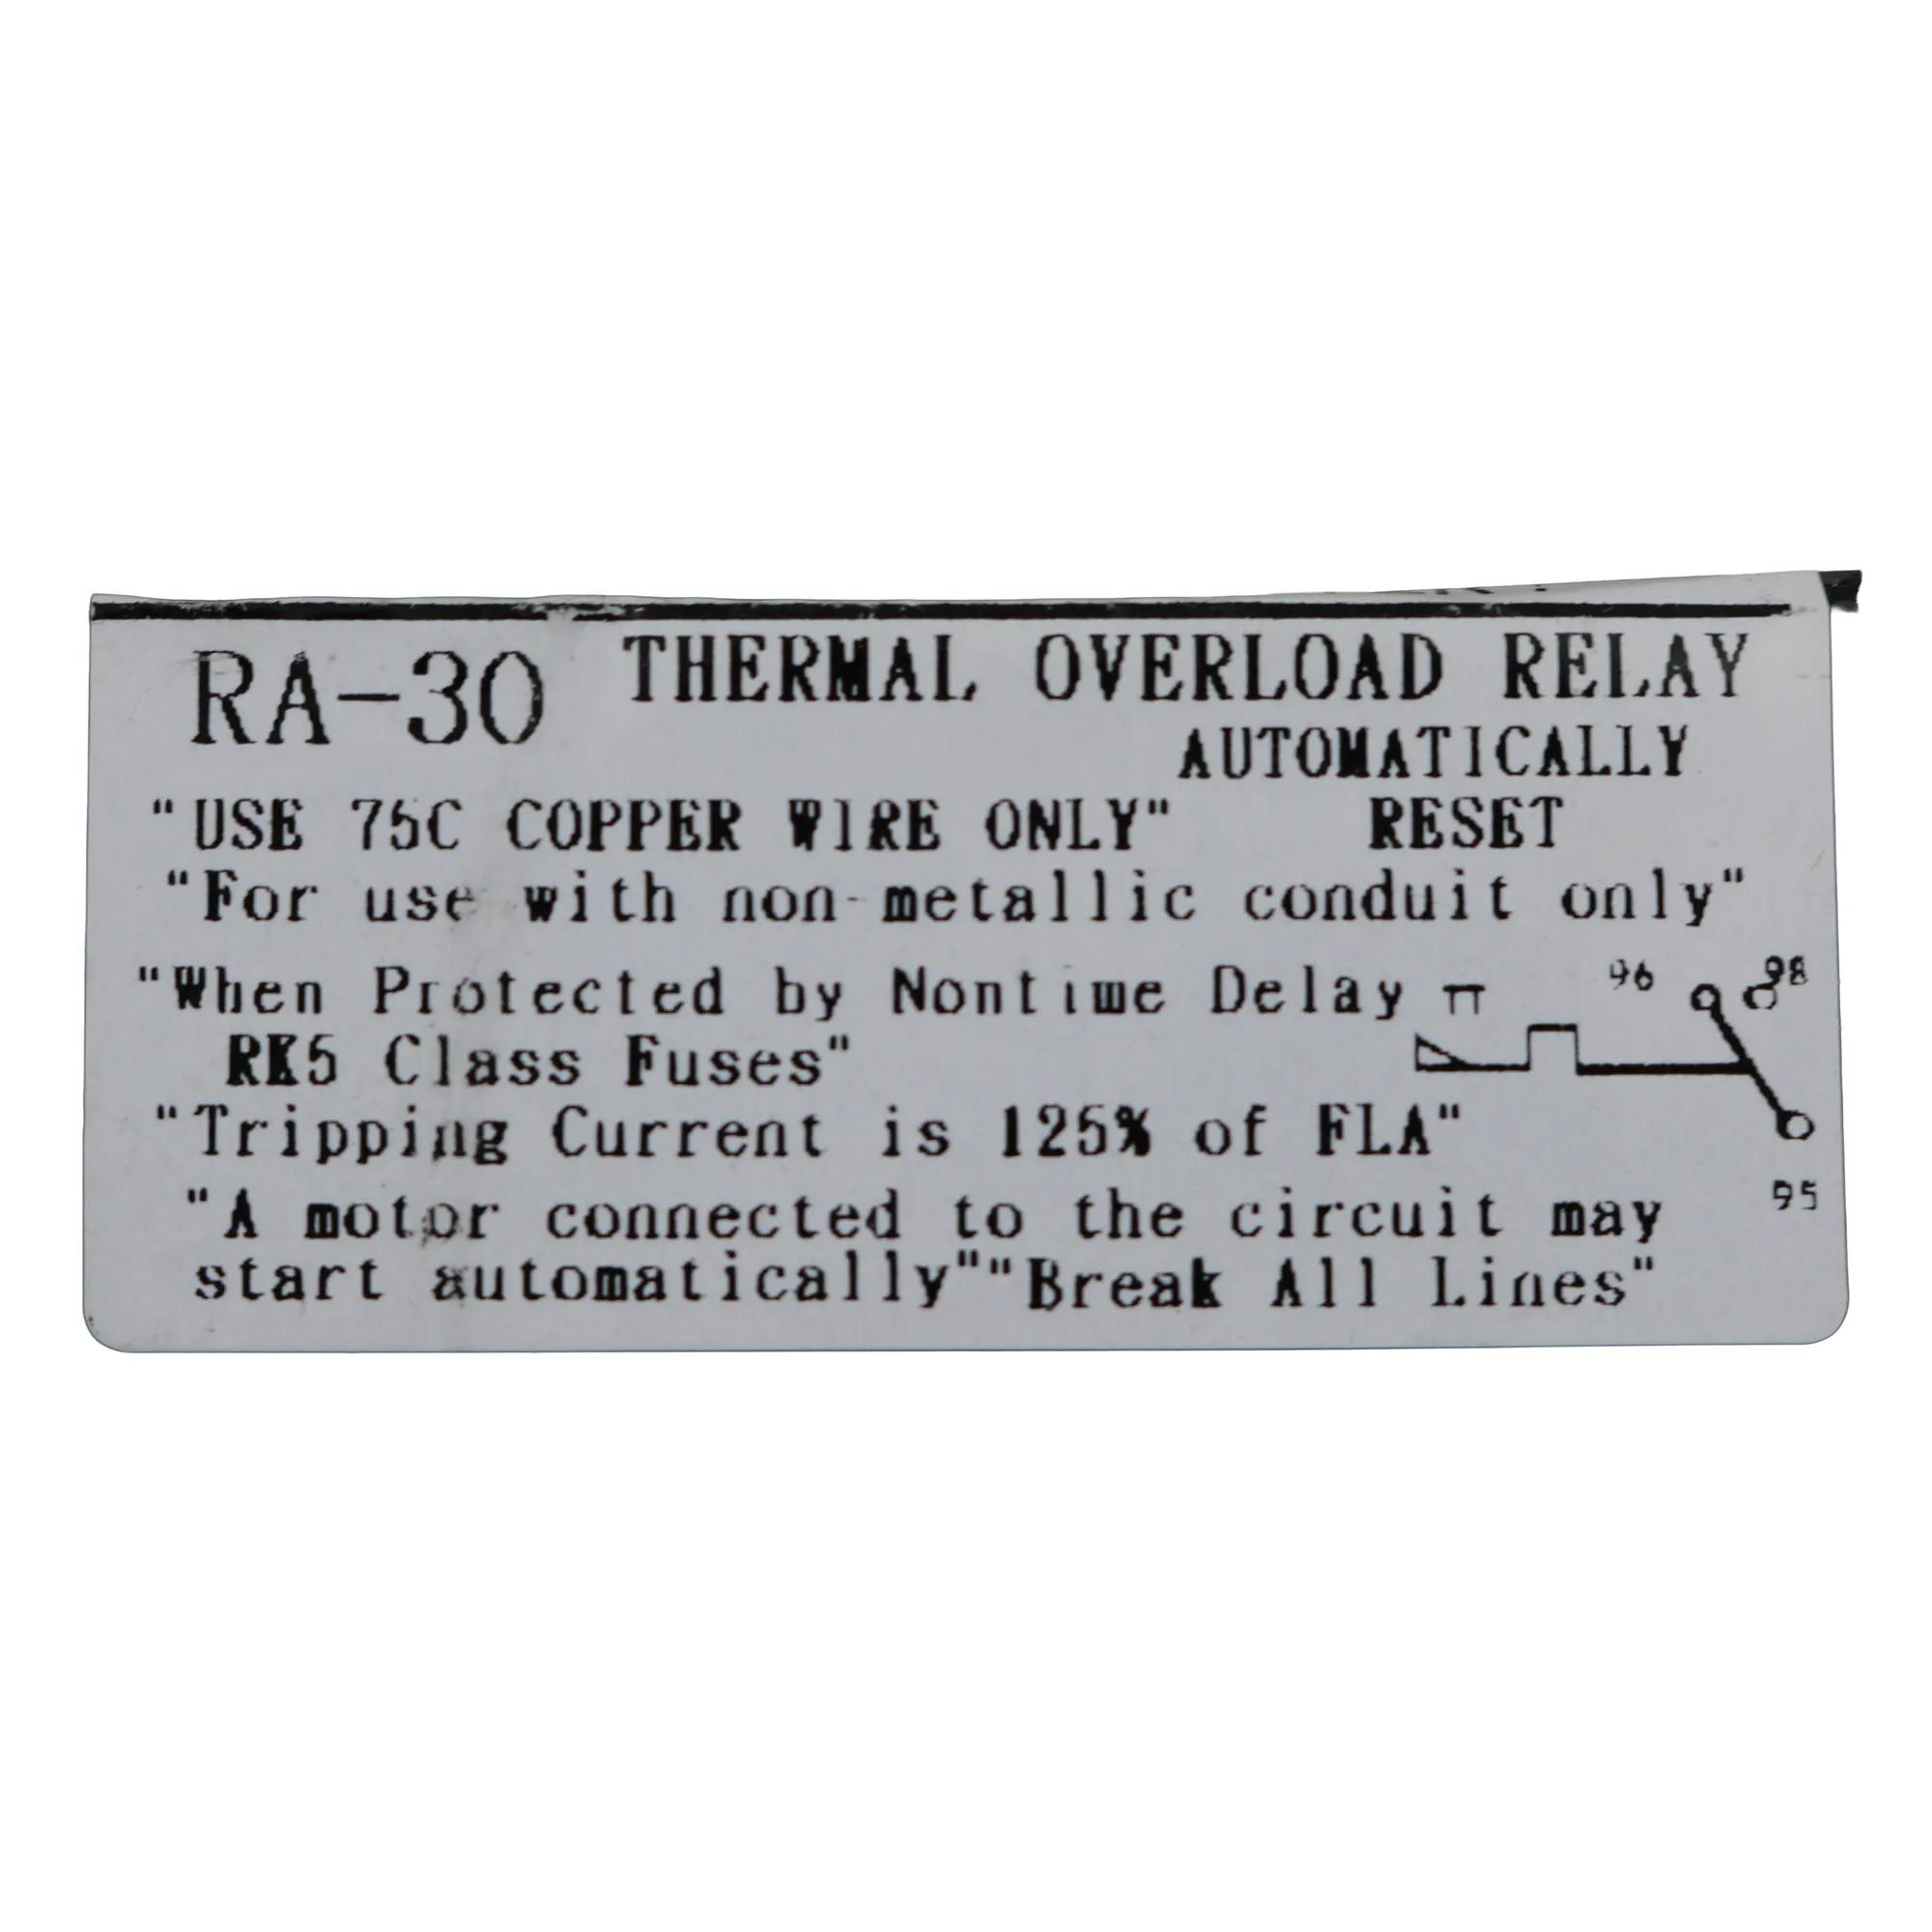 RA-30 THERMAL OVERLOAD RELAY
AUTOMATICALLY
"USE 75C COPPER WIRE ONLY" RESET
"For use with non-metallic conduit only"
"When Protected by Nontime Delay
96 98
RK5 Class Fuses"
"Tripping Current is 125% of FLA"
95
"A motor connected to the circuit may
start automatically""Break All Lines"